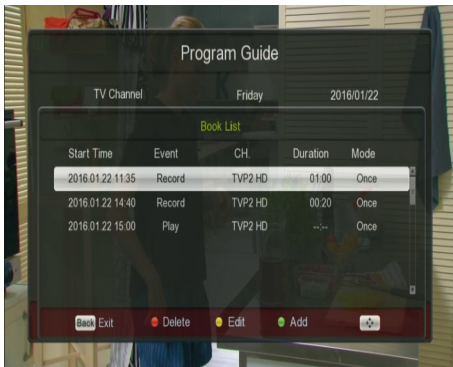 Program Guide
TV Channel Friday 2016/01/22
Book List
Start Time Event CH. Duration Mode
2016.01.22 11:35 Record TVP2 HD 01:00 Once
2016.01.22 14:40 Record TVP2 HD 00:20 Once
2016.01.22 15:00 Play TVP2 HD --:-- Once
Back Exit Delete Edit Add